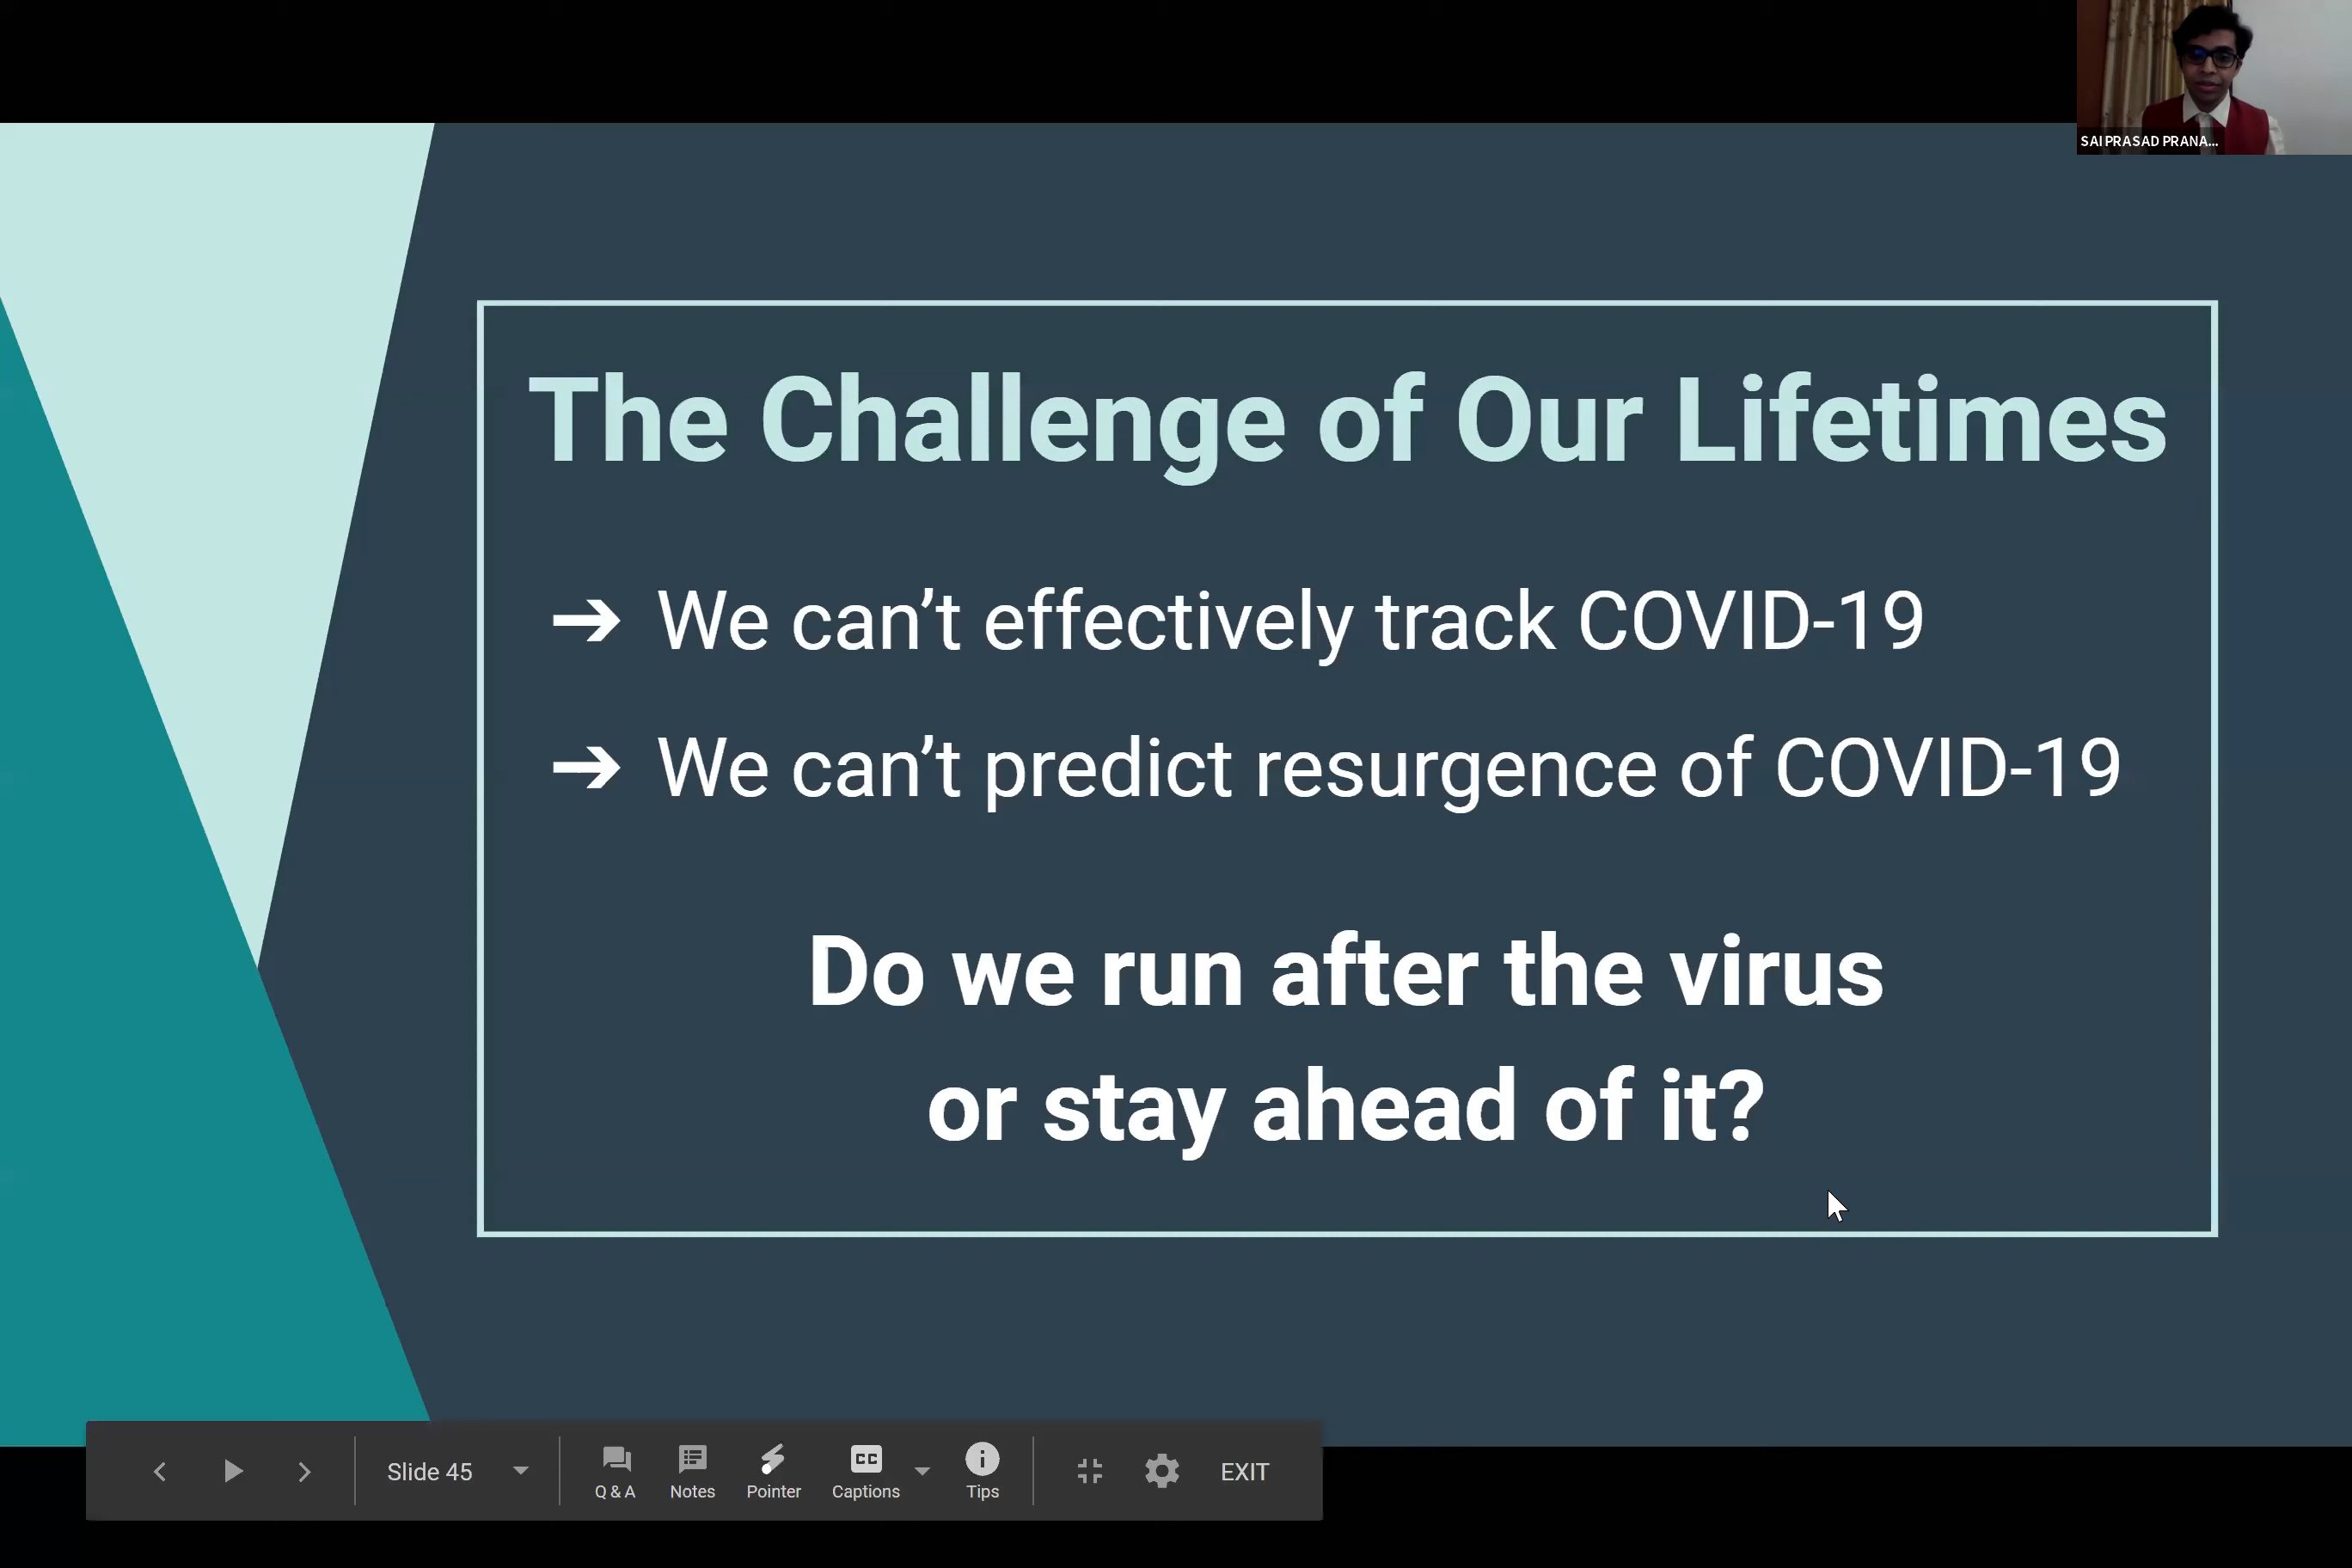 SAI PRASAD PRANA...
The Challenge of Our Lifetimes
➔ We can’t effectively track COVID-19
➔ We can’t predict resurgence of COVID-19
Do we run after the virus
or stay ahead of it?
Slide 45
Q & A
Notes
Pointer
CC
Captions
Tips
EXIT